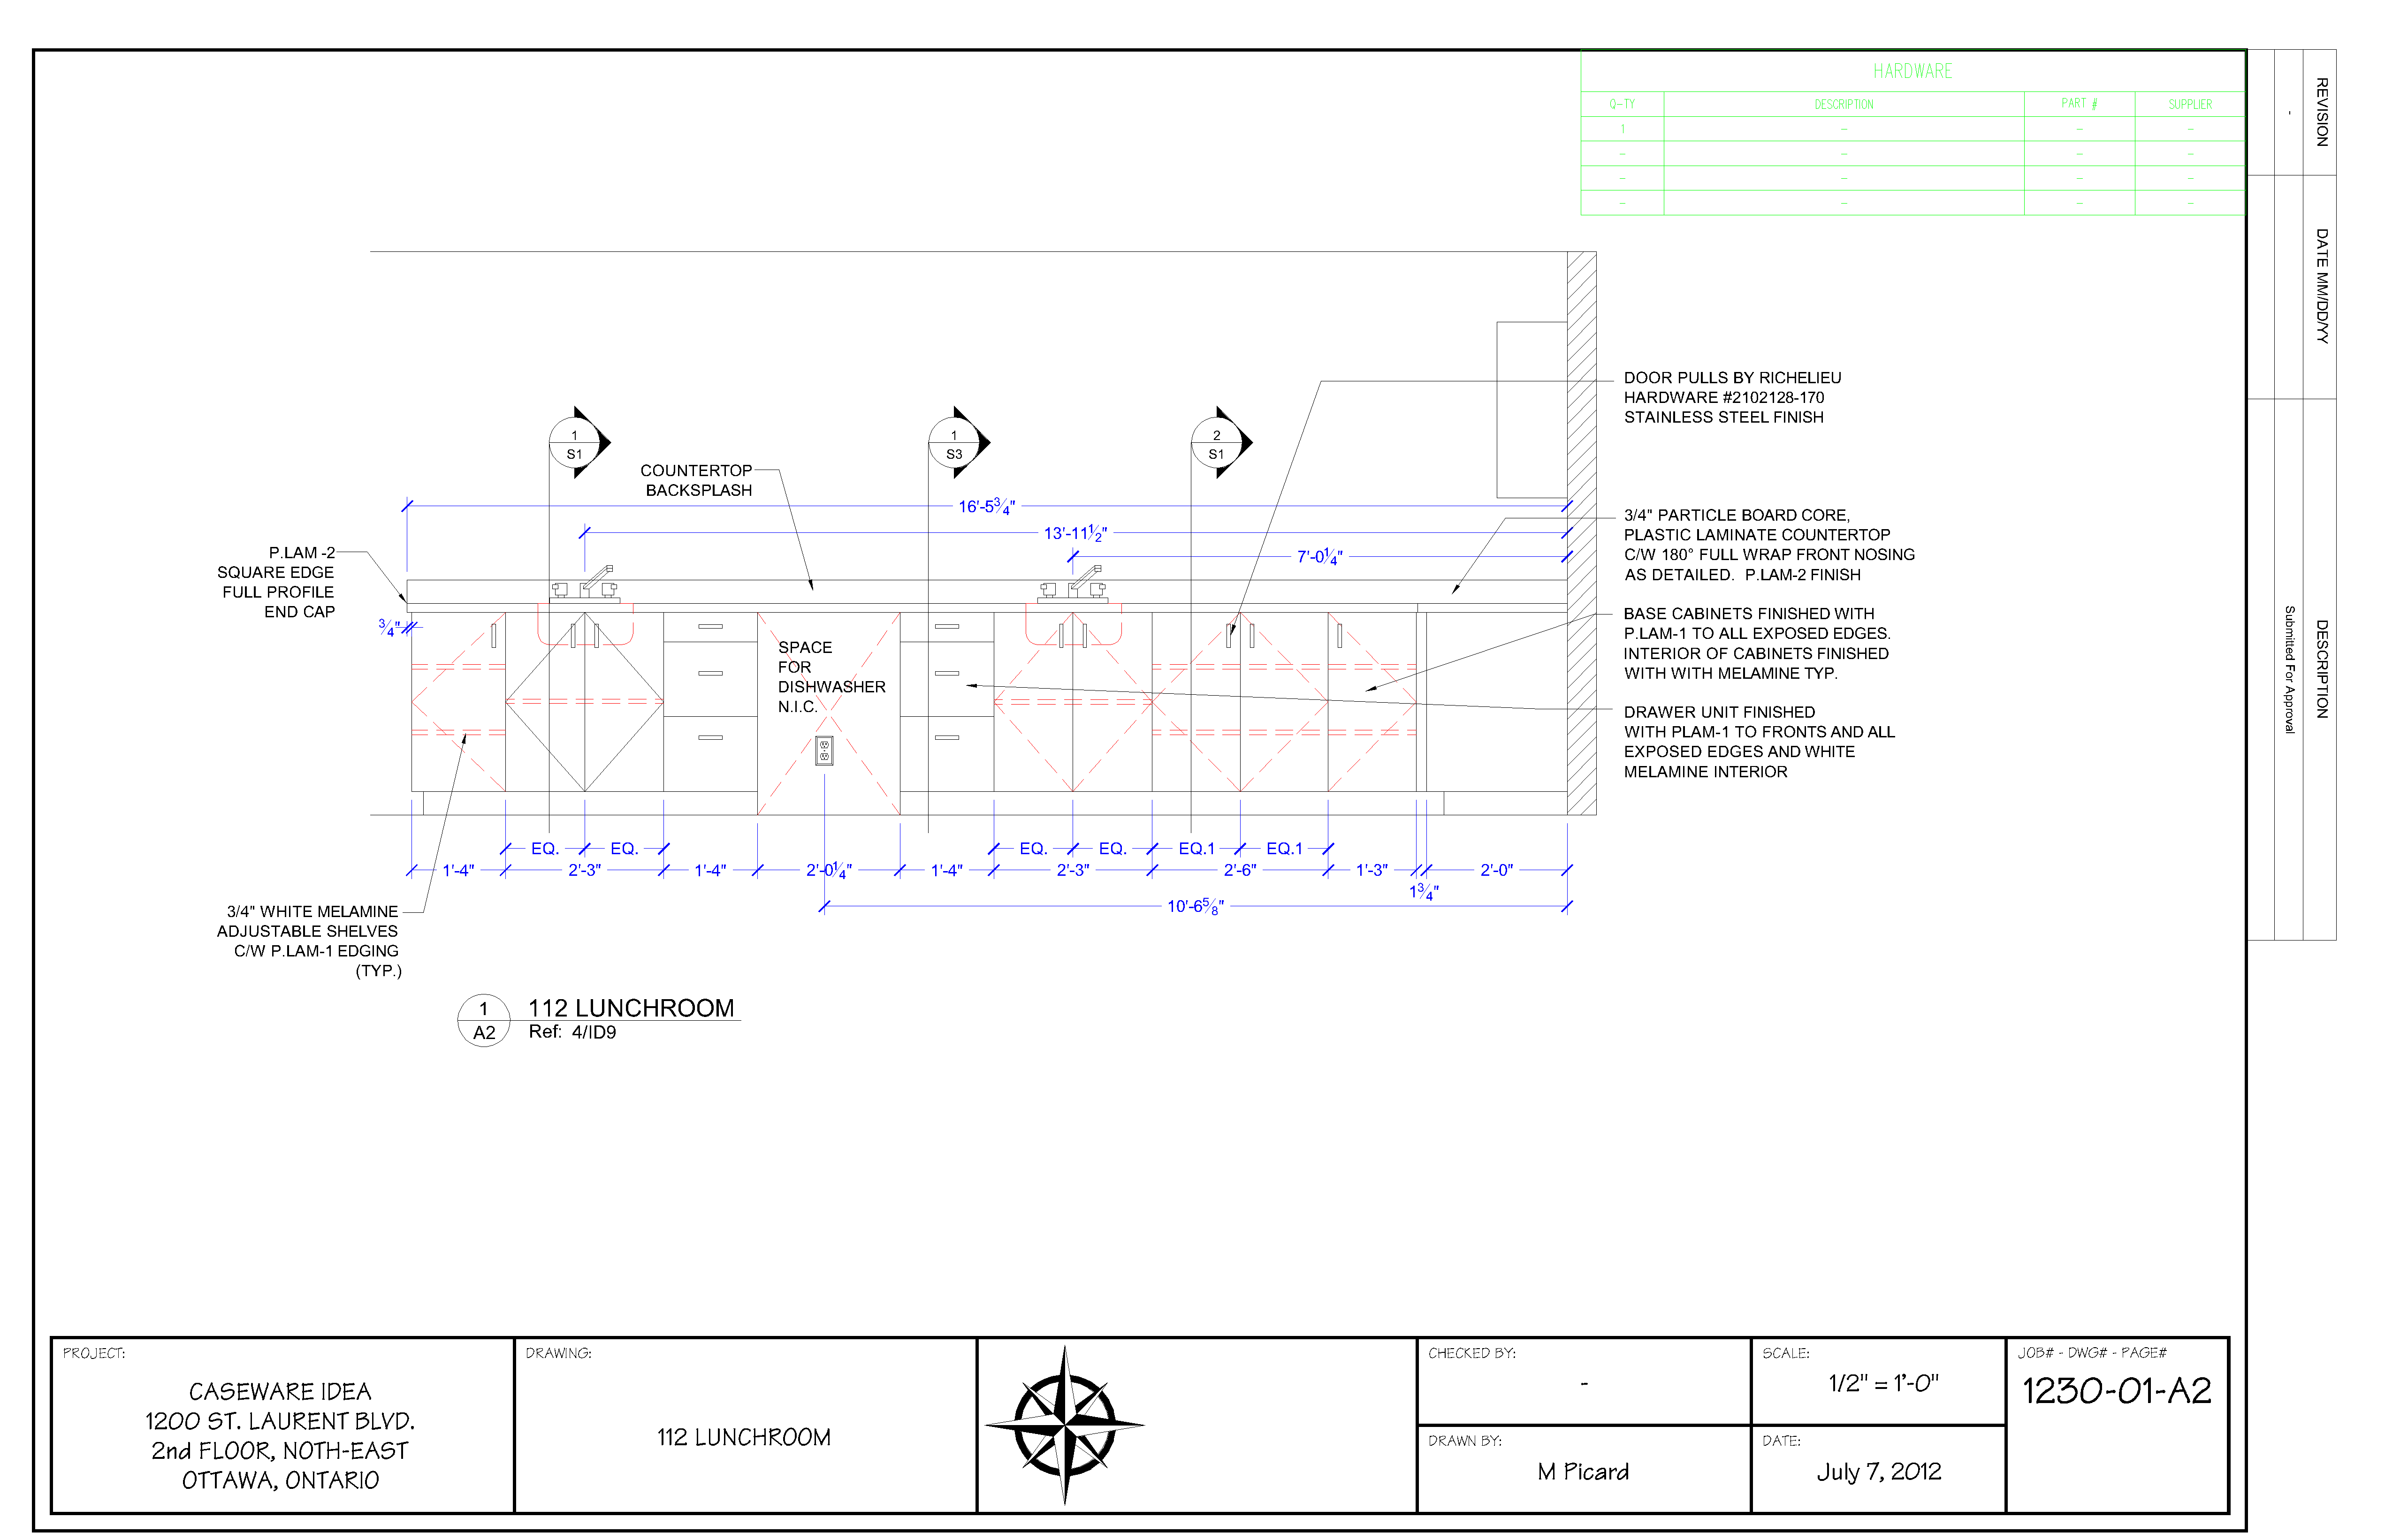 HARDWARE
Q-TY DESCRIPTION PART # SUPPLIER
1 - - -
- - - -
- - - -
- - - -
REVISION
-
DATE MM/DD/YY
DESCRIPTION
Submitted For Approval
DOOR PULLS BY RICHELIEU
HARDWARE #2102128-170
STAINLESS STEEL FINISH
1
S1
1
S3
2
S1
COUNTERTOP
BACKSPLASH
16'-5 3/4"
13'-11 1/2"
7'-0 1/4"
3/4" PARTICLE BOARD CORE,
PLASTIC LAMINATE COUNTERTOP
C/W 180° FULL WRAP FRONT NOSING
AS DETAILED. P.LAM-2 FINISH
P.LAM -2
SQUARE EDGE
FULL PROFILE
END CAP
3/4"
BASE CABINETS FINISHED WITH
P.LAM-1 TO ALL EXPOSED EDGES.
INTERIOR OF CABINETS FINISHED
WITH WITH MELAMINE TYP.
SPACE
FOR
DISHWASHER
N.I.C.
DRAWER UNIT FINISHED
WITH PLAM-1 TO FRONTS AND ALL
EXPOSED EDGES AND WHITE
MELAMINE INTERIOR
EQ. EQ. EQ. EQ. EQ.1 EQ.1
1'-4" 2'-3" 1'-4" 2'-0 1/4" 1'-4" 2'-3" 2'-6" 1'-3" 2'-0"
1 3/4"
10'-6 5/8"
3/4" WHITE MELAMINE
ADJUSTABLE SHELVES
C/W P.LAM-1 EDGING
(TYP.)
1
A2
112 LUNCHROOM
Ref: 4/ID9
PROJECT:
CASEWARE IDEA
1200 ST. LAURENT BLVD.
2nd FLOOR, NOTH-EAST
OTTAWA, ONTARIO
DRAWING:
112 LUNCHROOM
CHECKED BY:
-
DRAWN BY:
M Picard
SCALE:
1/2" = 1'-0"
DATE:
July 7, 2012
JOB# - DWG# - PAGE#
1230-01-A2